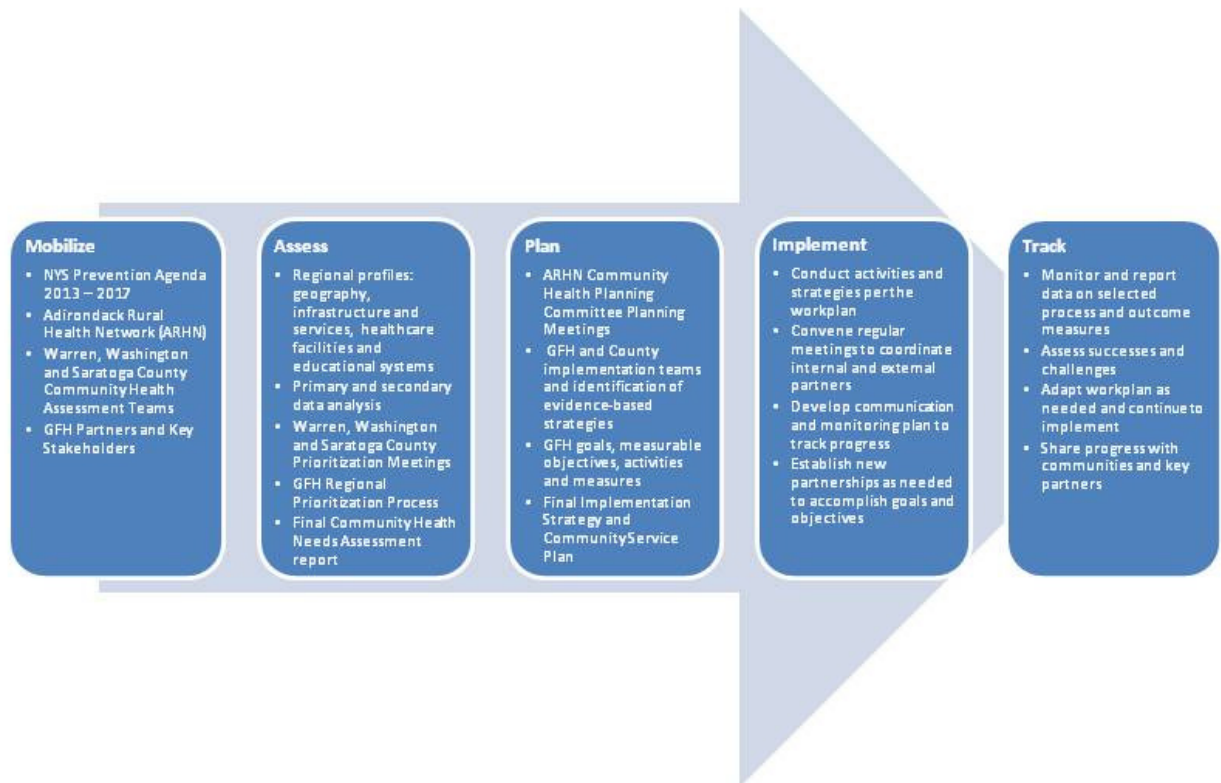 Mobilize
• NYS Prevention Agenda
2013 – 2017
• Adirondack Rural
Health Network (ARHN)
• Warren, Washington
and Saratoga County
Community Health
Assessment Teams
• GFH Partners and Key
Stakeholders
Assess
• Regional profiles:
geography,
infrastructure and
services, healthcare
facilities and
educational systems
• Primary and secondary
data analysis
• Warren, Washington
and Saratoga County
Prioritization Meetings
• GFH Regional
Prioritization Process
• Final Community Health
Needs Assessment
report
Plan
• ARHN Community
Health Planning
Committee Planning
Meetings
• GFH and County
implementation teams
and identification of
evidence-based
strategies
• GFH goals, measurable
objectives, activities
and measures
• Final Implementation
Strategy and
Community Service
Plan
Implement
• Conduct activities and
strategies per the
workplan
• Convene regular
meetings to coordinate
internal and external
partners
• Develop communication
and monitoring plan to
track progress
• Establish new
partnerships as needed
to accomplish goals and
objectives
Track
• Monitor and report
data on selected
process and outcome
measures
• Assess successes and
challenges
• Adapt workplan as
needed and continue to
implement
• Share progress with
communities and key
partners